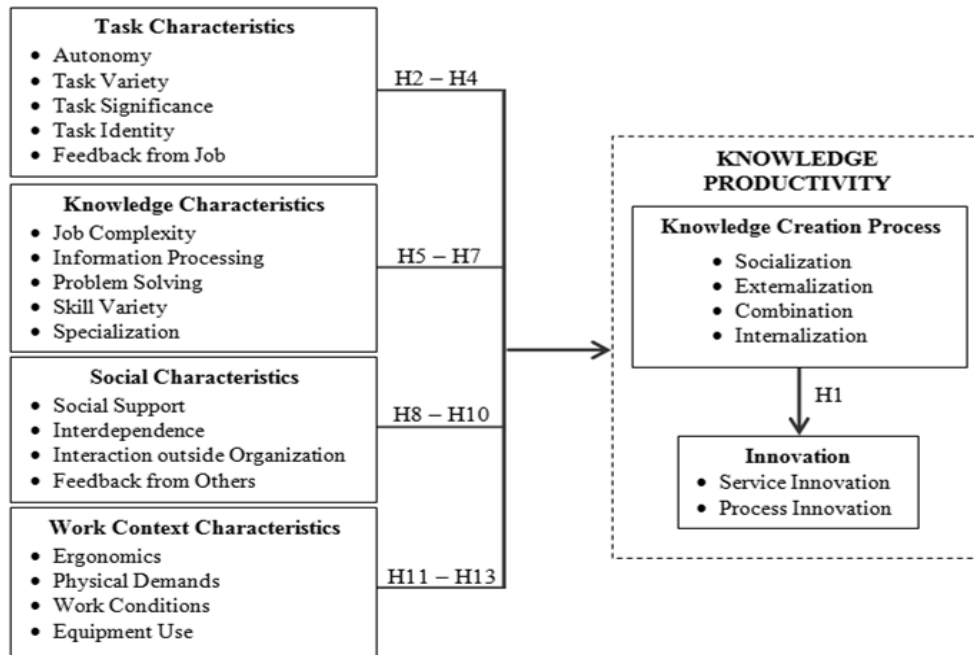 Task Characteristics
• Autonomy
• Task Variety
• Task Significance
• Task Identity
• Feedback from Job
H2 – H4
Knowledge Characteristics
• Job Complexity
• Information Processing
• Problem Solving
• Skill Variety
• Specialization
H5 – H7
Social Characteristics
• Social Support
• Interdependence
• Interaction outside Organization
• Feedback from Others
H8 – H10
Work Context Characteristics
• Ergonomics
• Physical Demands
• Work Conditions
• Equipment Use
H11 – H13
KNOWLEDGE
PRODUCTIVITY
Knowledge Creation Process
• Socialization
• Externalization
• Combination
• Internalization
H1
Innovation
• Service Innovation
• Process Innovation